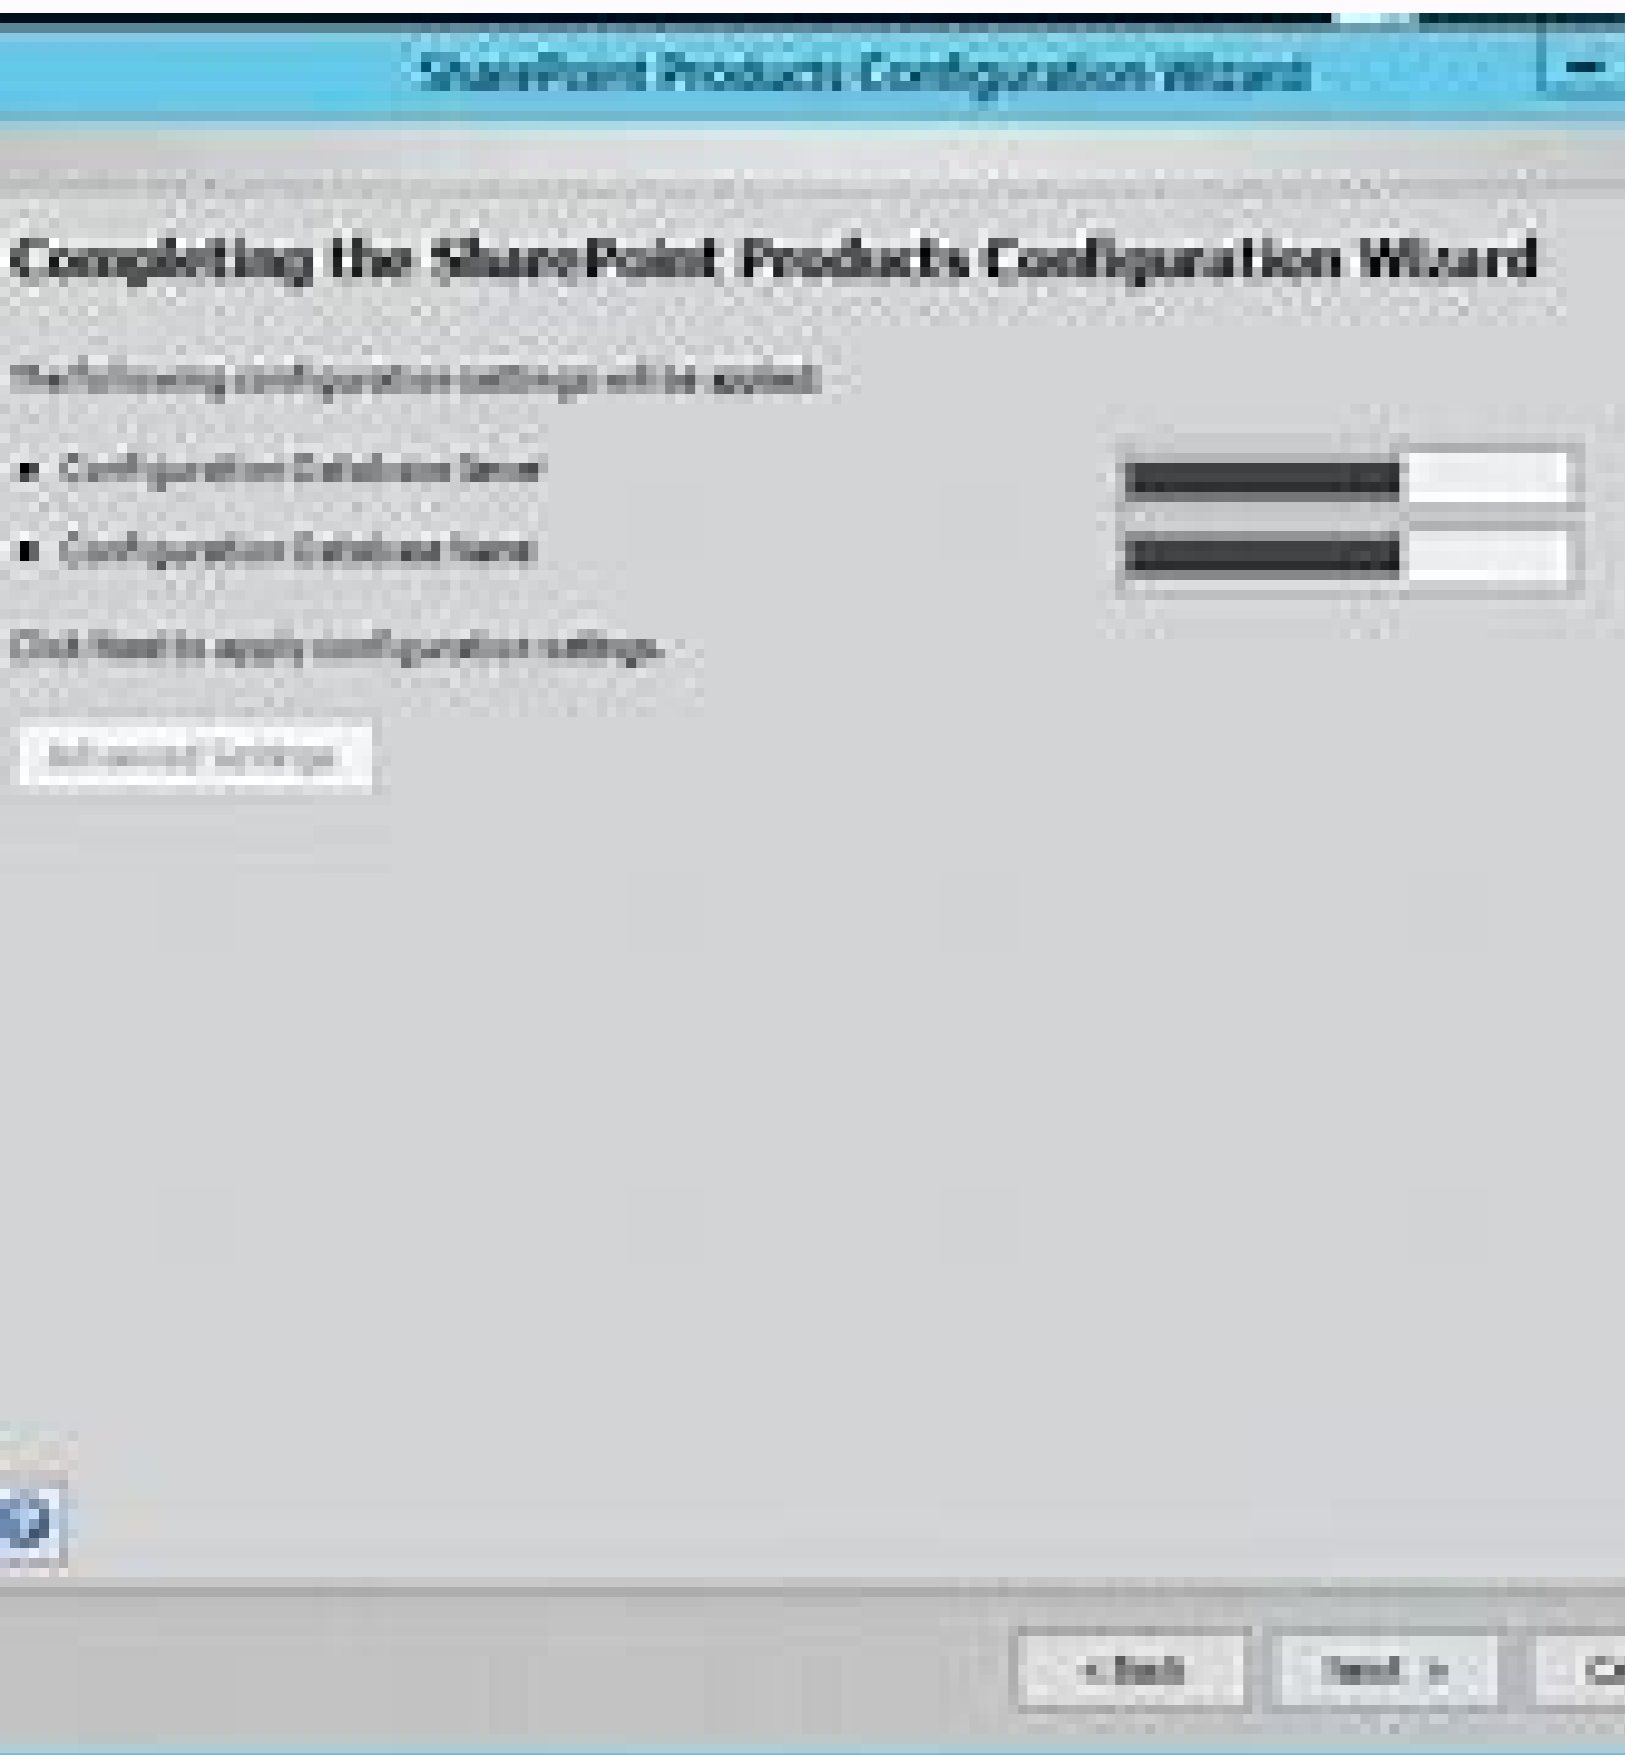 SharePoint Products Configuration Wizard
Completing the SharePoint Products Configuration Wizard
The following configuration settings will be applied:
Configuration Database Server
Configuration Database Name
Click Next to apply configuration settings.
Advanced Settings
< Back
Next >